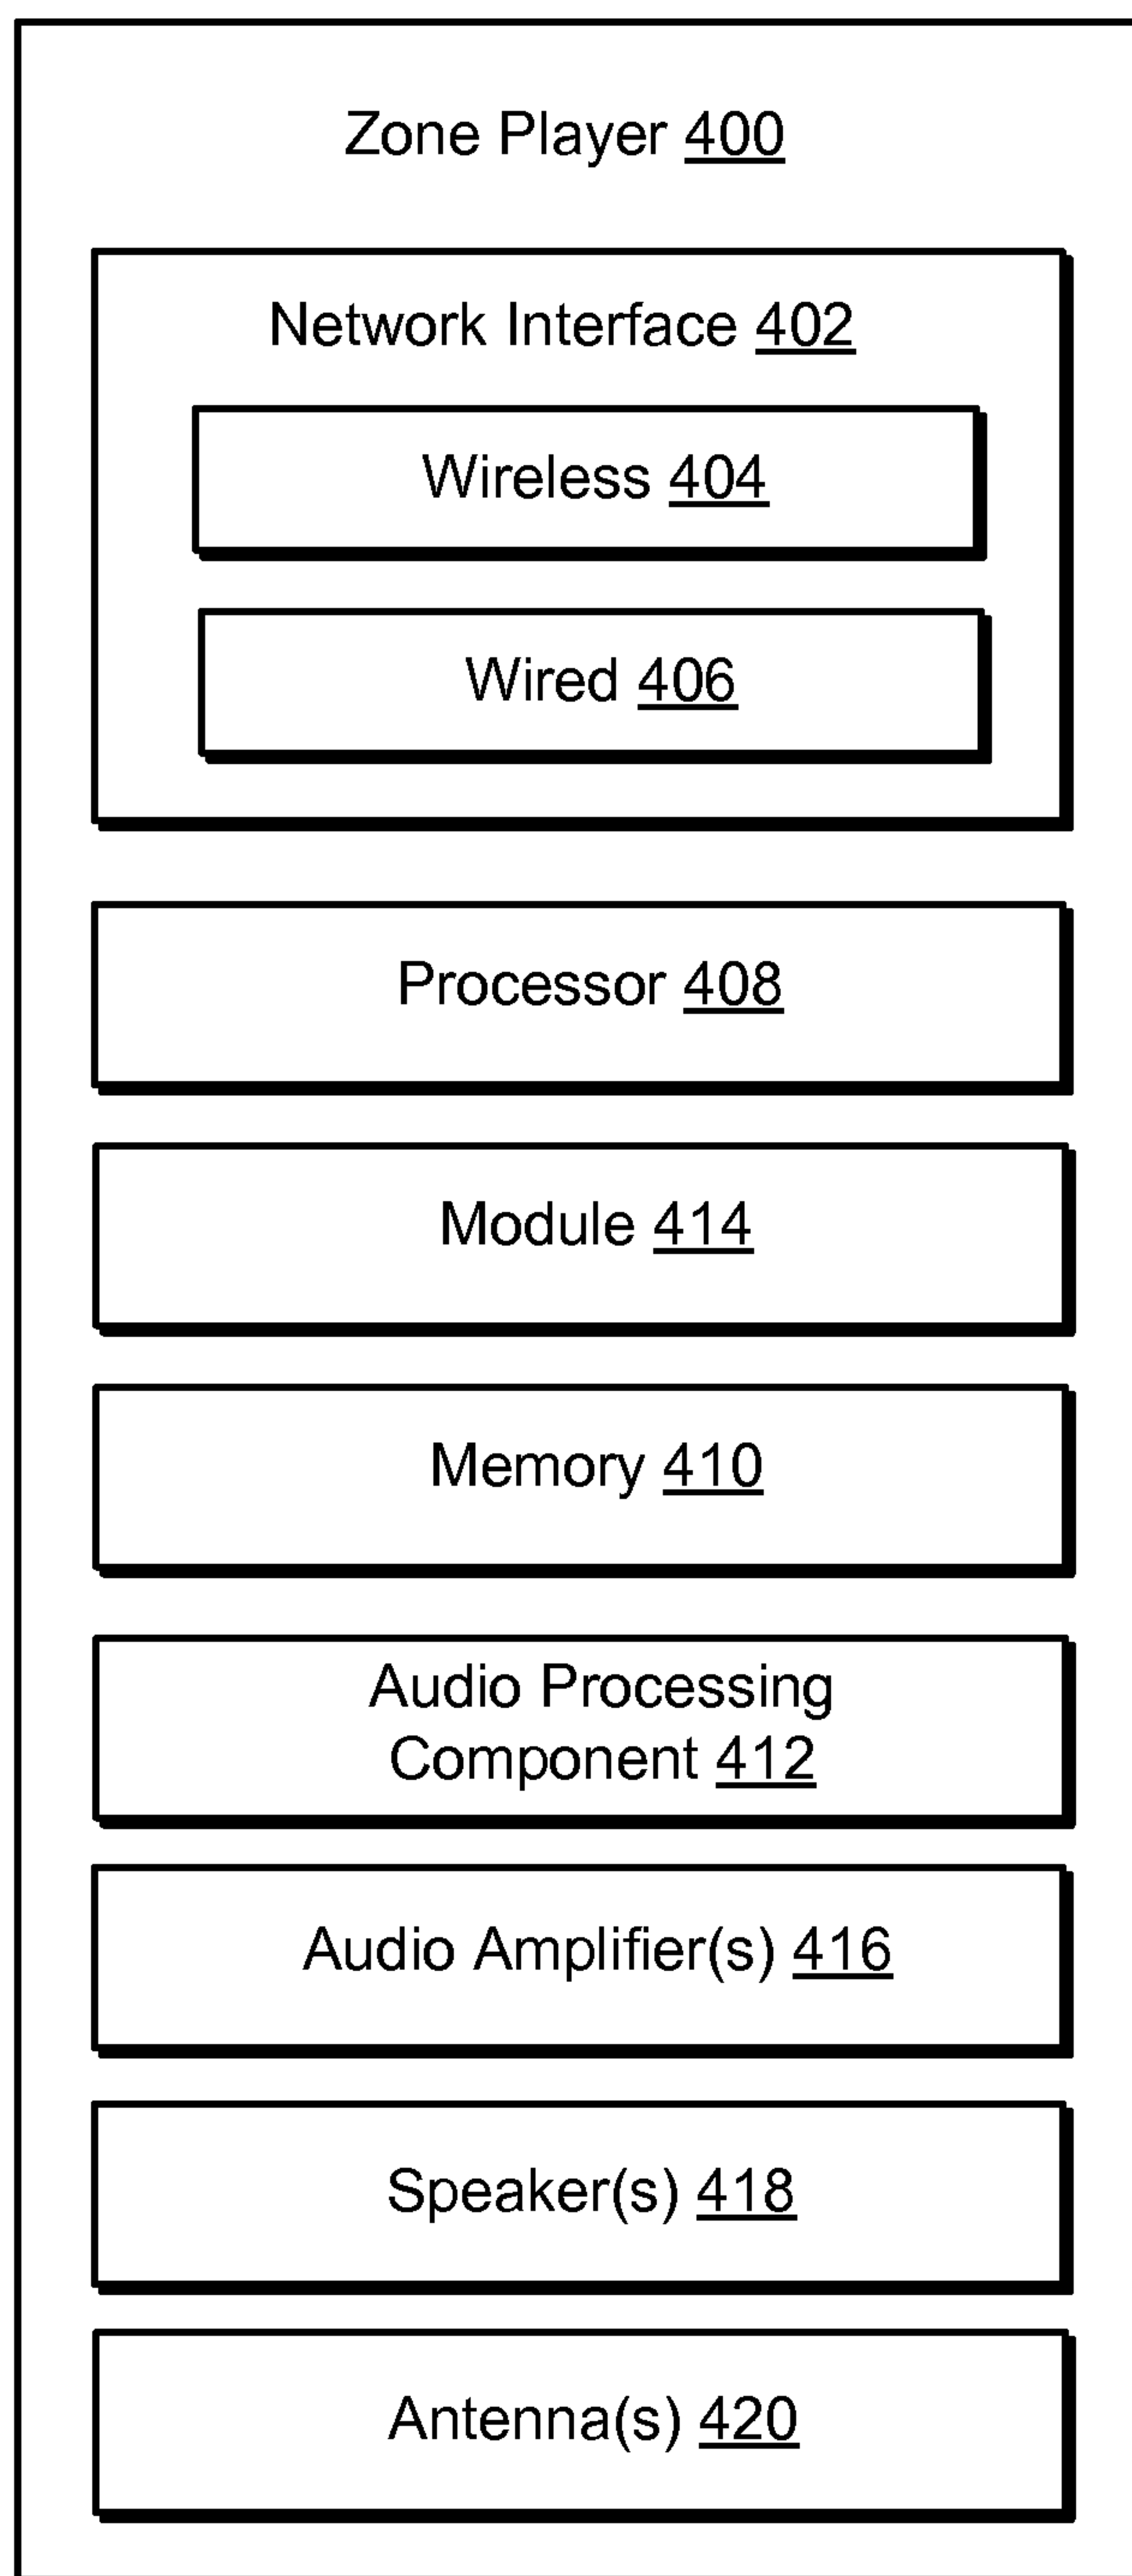 Zone Player 400
Network Interface 402
Wireless 404
Wired 406
Processor 408
Module 414
Memory 410
Audio Processing
Component 412
Audio Amplifier(s) 416
Speaker(s) 418
Antenna(s) 420